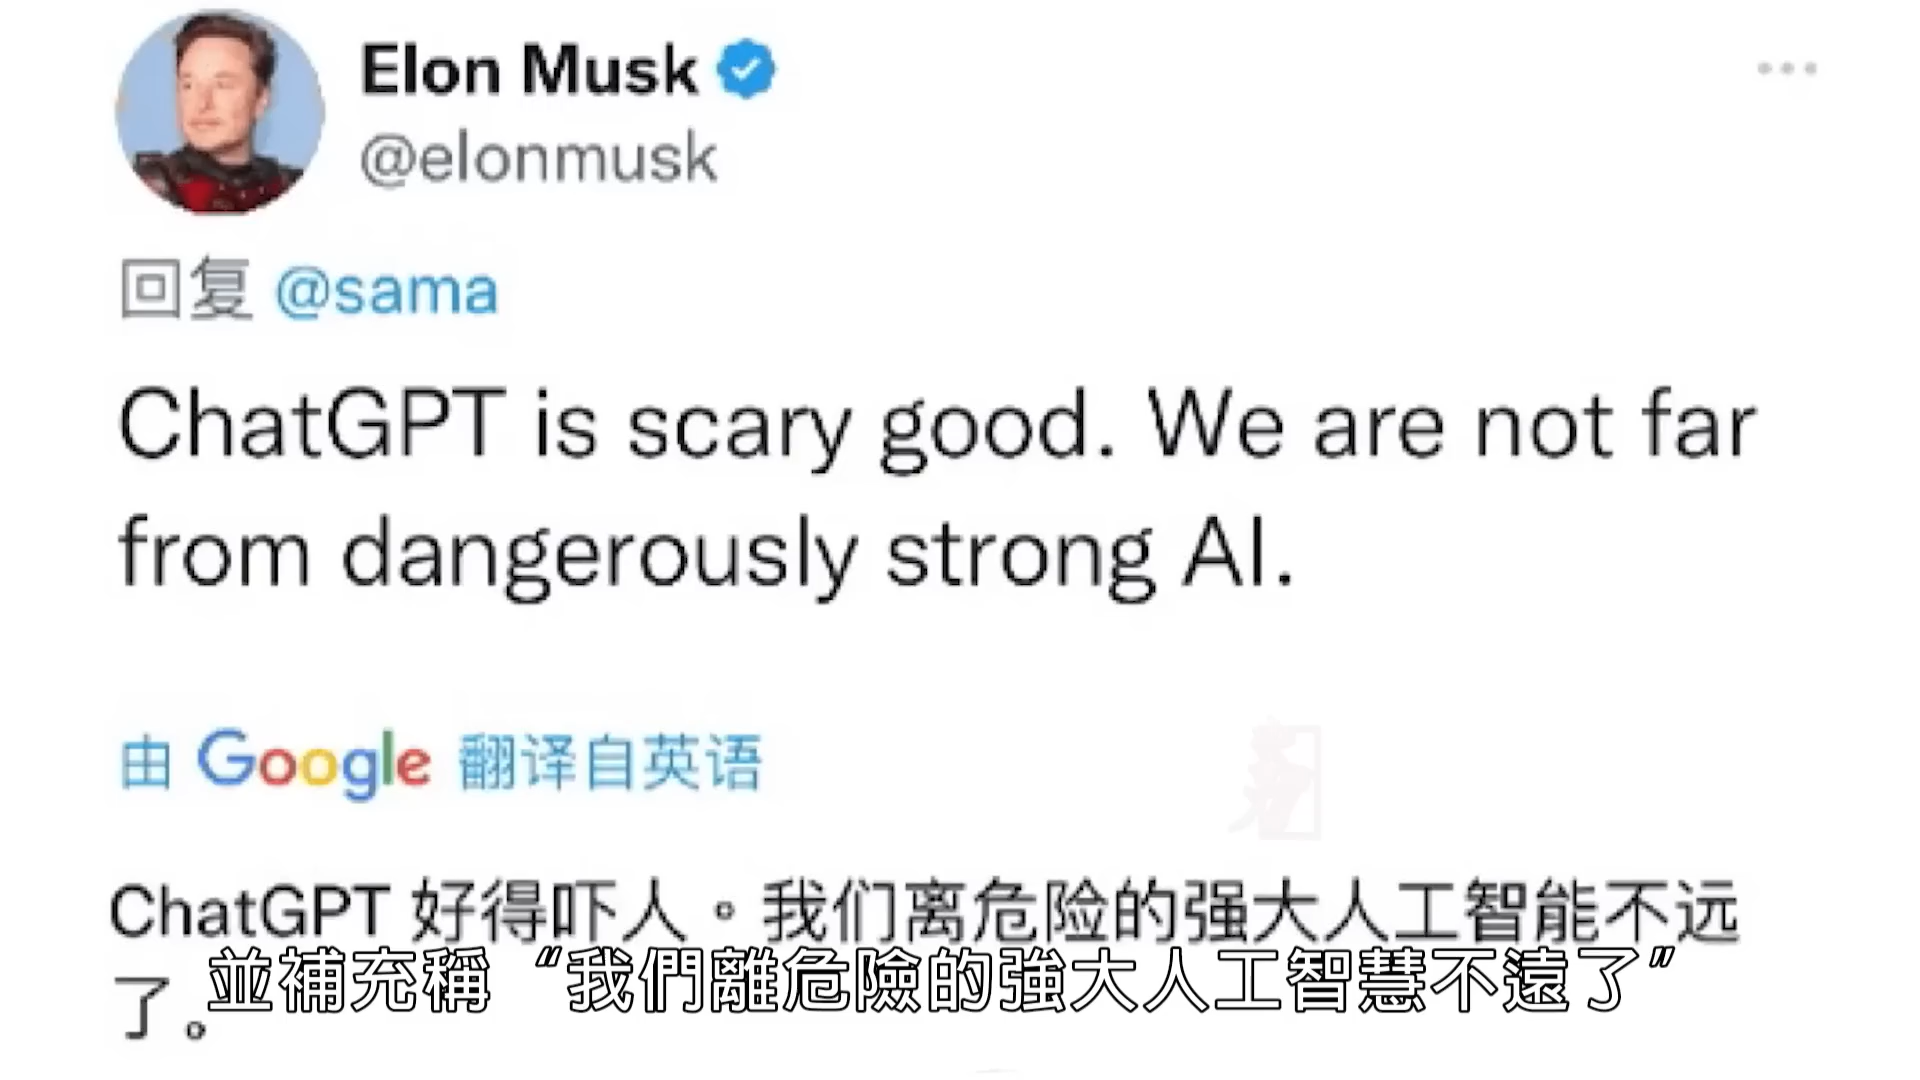 Elon Musk
@elonmusk
回复 @sama
ChatGPT is scary good. We are not far
from dangerously strong AI.
由 Google 翻译自英语
ChatGPT 好得吓人。我们离危险的强大人工智能不远
了。
並補充稱“我們離危險的強大人工智慧不遠了”